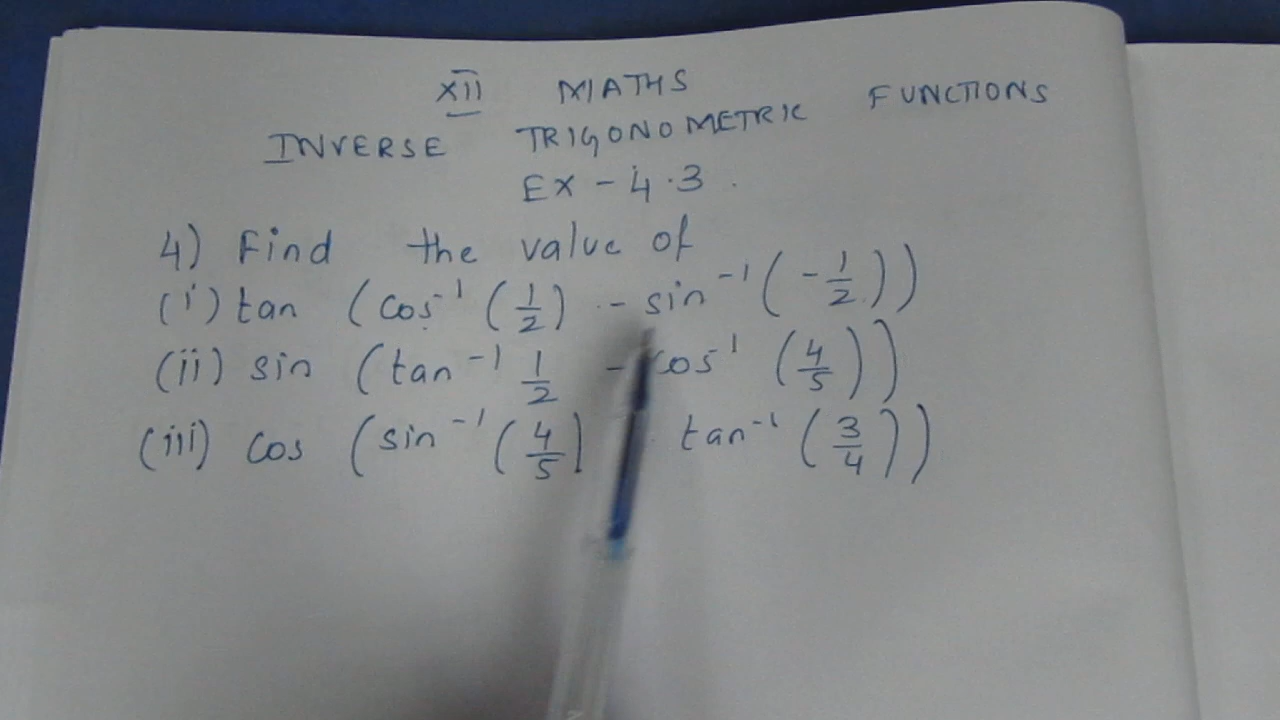 XII MATHS
INVERSE TRIGONOMETRIC FUNCTIONS
EX - 4.3.
4) Find the value of
(i) tan (cos⁻¹ (1/2) - sin⁻¹ (-1/2))
(ii) sin (tan⁻¹ 1/2 - cos⁻¹ (4/5))
(iii) cos (sin⁻¹ (4/5) tan⁻¹ (3/4))